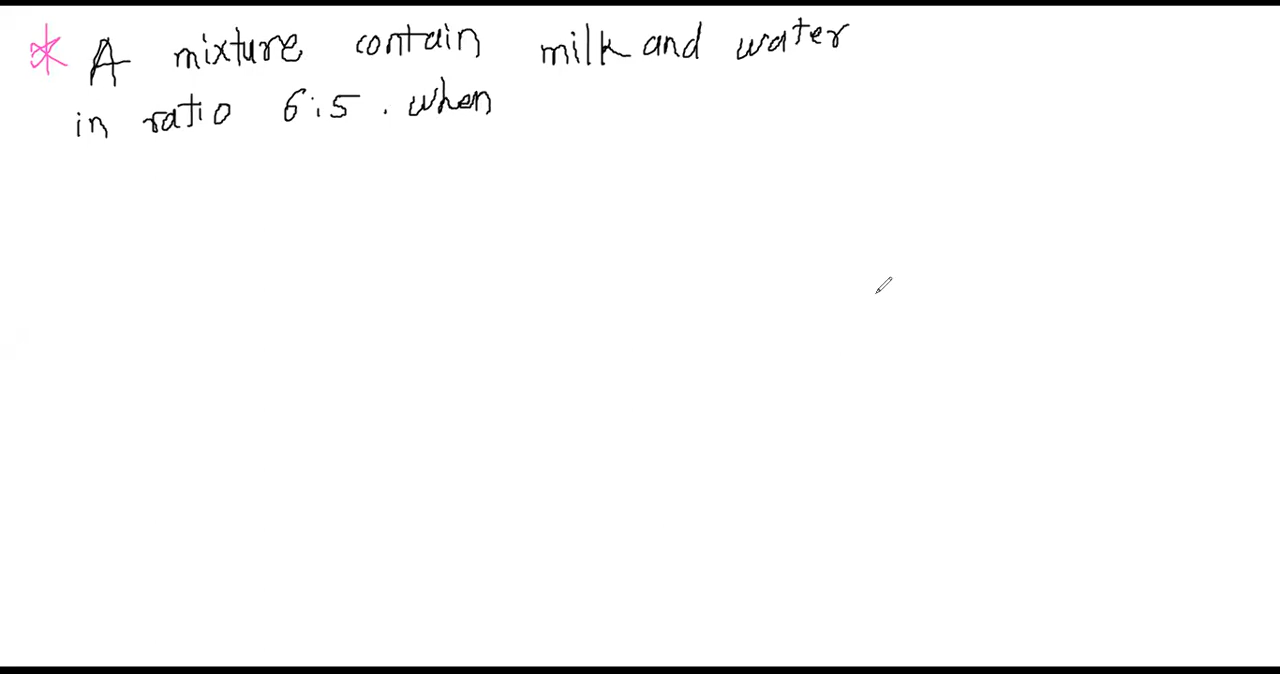 * A mixture contain milk and water
in ratio 6:5 . when